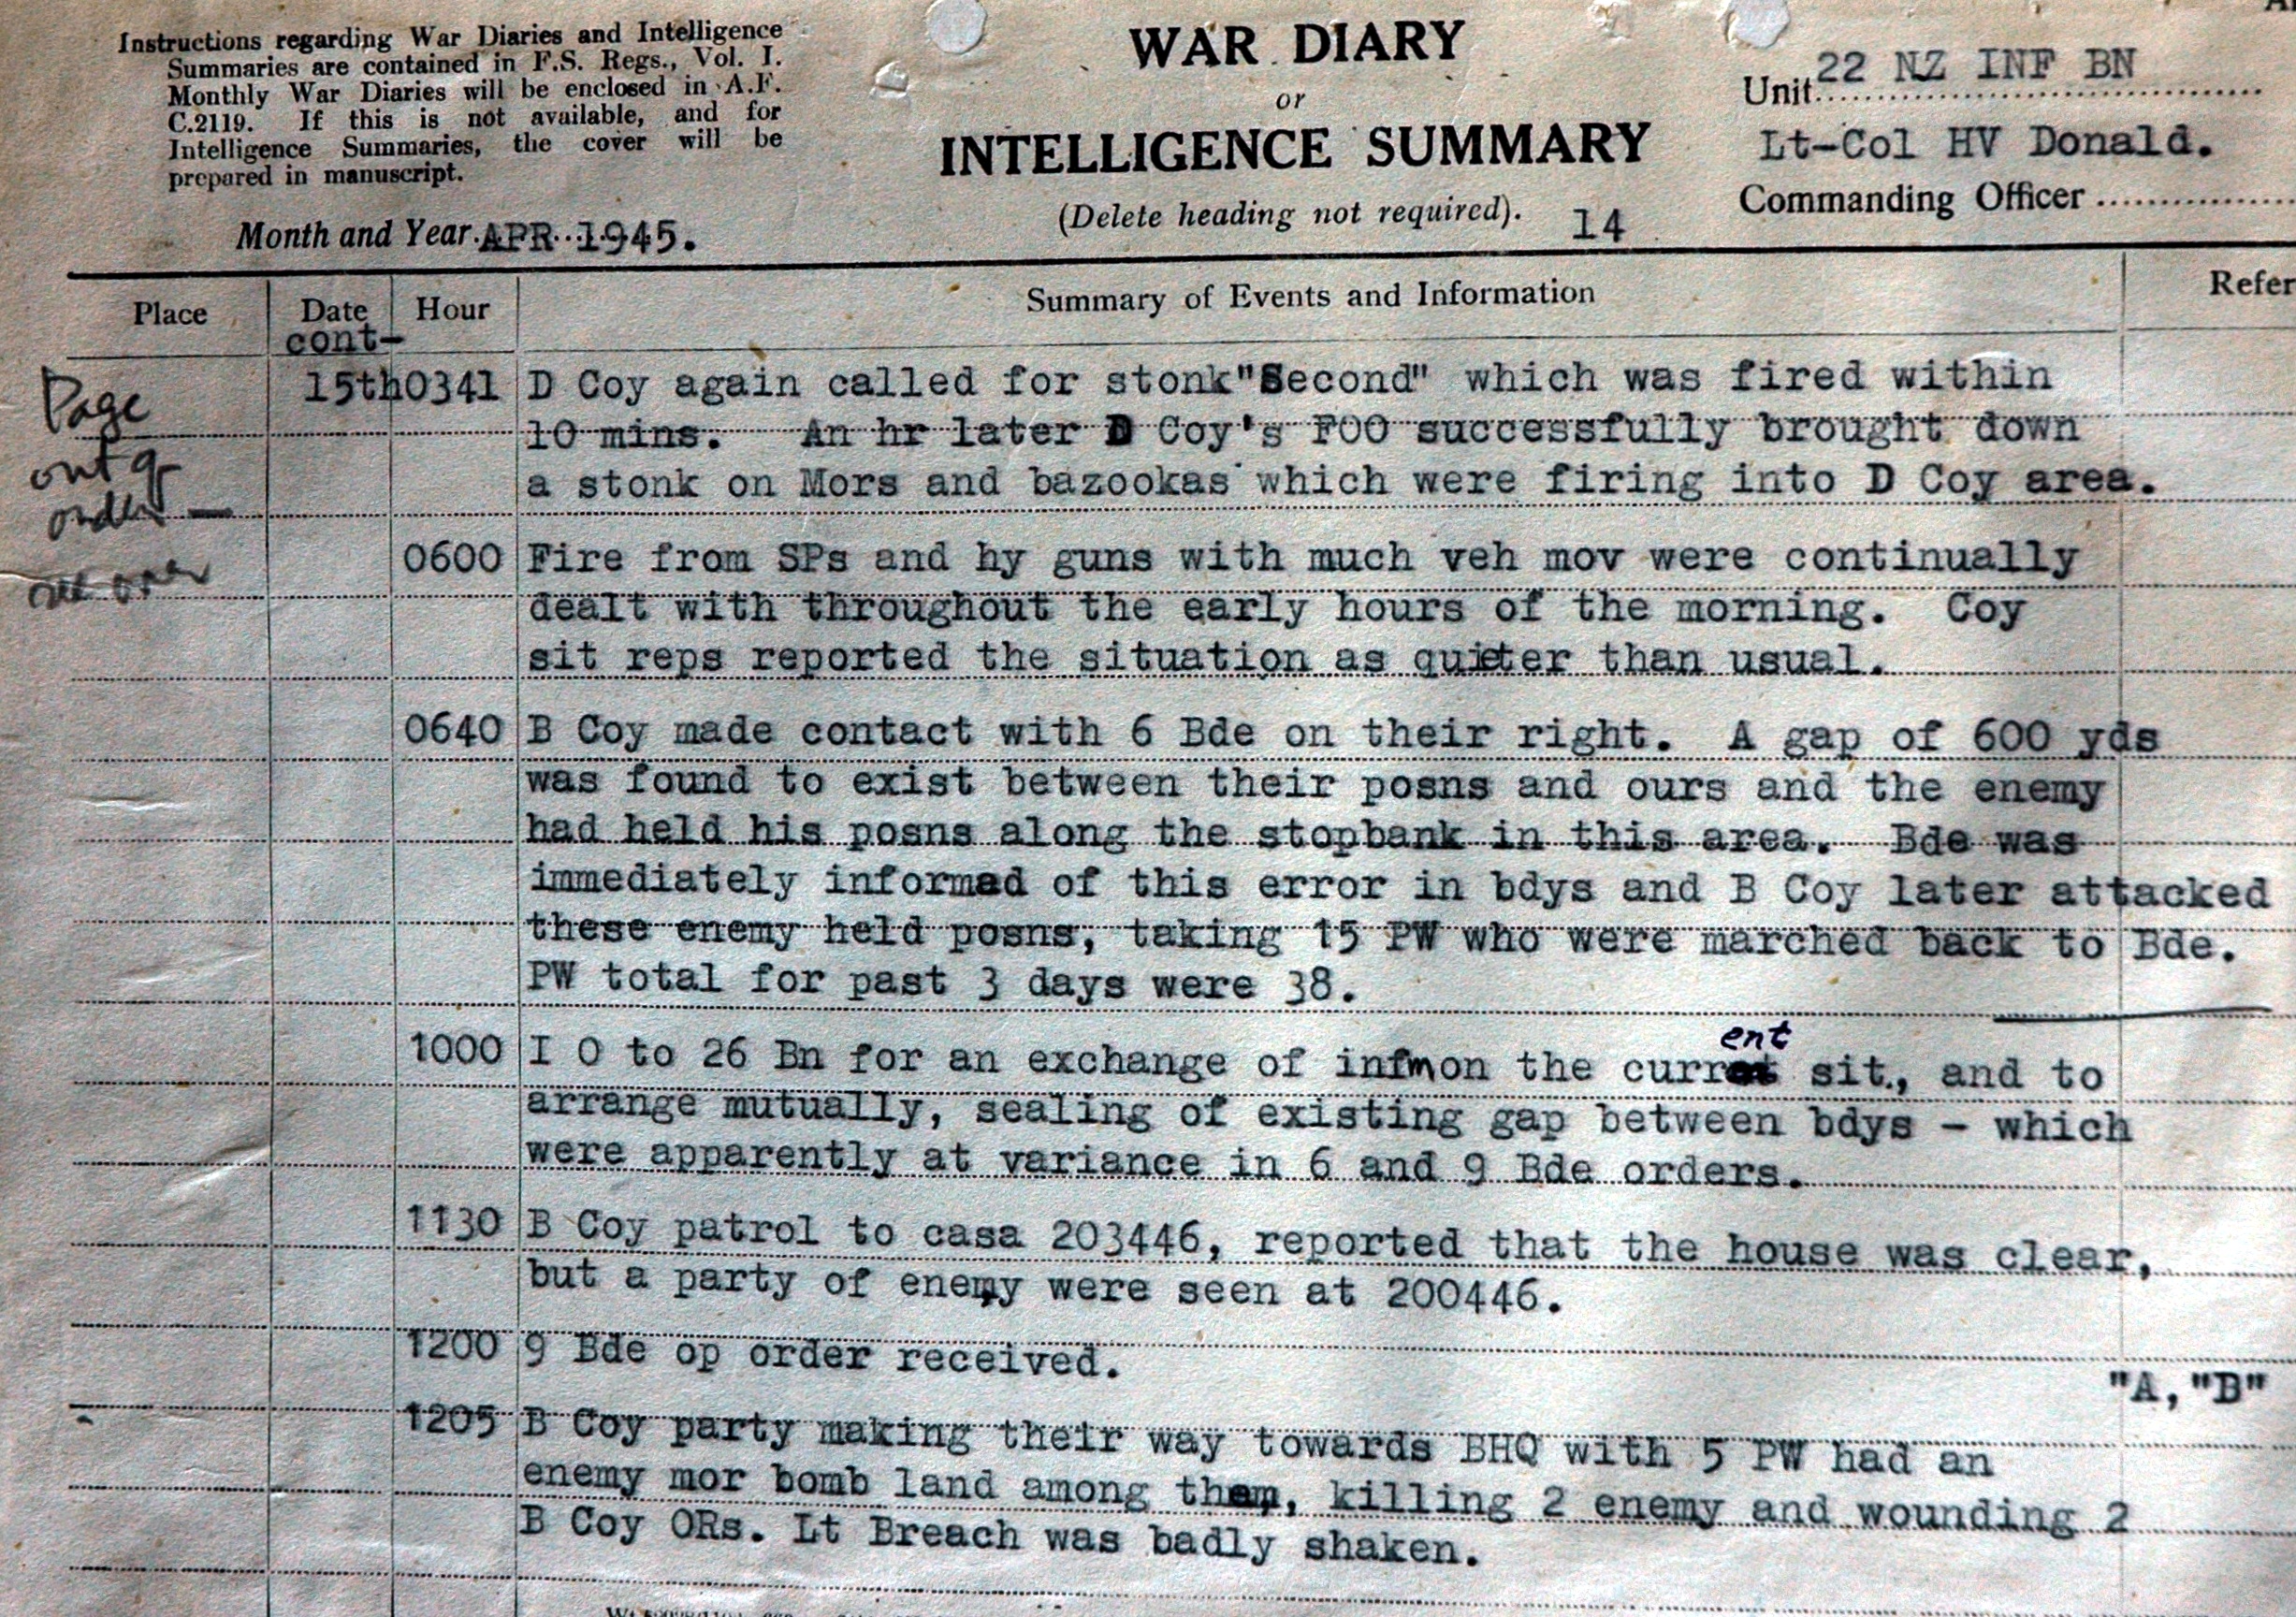 Instructions regarding War Diaries and Intelligence
Summaries are contained in F.S. Regs., Vol. I.
Monthly War Diaries will be enclosed in A.F.
C.2119. If this is not available, and for
Intelligence Summaries, the cover will be
prepared in manuscript.
Month and Year. APR. 1945.
WAR DIARY
or
INTELLIGENCE SUMMARY
(Delete heading not required). 14
Unit 22 NZ INF BN
Lt-Col HV Donald.
Commanding Officer
Place Date Hour Summary of Events and Information Refer
cont-
Page
out of
order —
15th 0341 D Coy again called for stonk "Second" which was fired within
10 mins. An hr later D Coy's FOO successfully brought down
a stonk on Mors and bazookas which were firing into D Coy area.
0600 Fire from SPs and hy guns with much veh mov were continually
dealt with throughout the early hours of the morning. Coy
sit reps reported the situation as quieter than usual.
0640 B Coy made contact with 6 Bde on their right. A gap of 600 yds
was found to exist between their posns and ours and the enemy
had held his posns along the stopbank in this area. Bde was
immediately informed of this error in bdys and B Coy later attacked
these enemy held posns, taking 15 PW who were marched back to Bde.
PW total for past 3 days were 38.
ent
1000 I O to 26 Bn for an exchange of infmon the curr sit., and to
arrange mutually, sealing of existing gap between bdys - which
were apparently at variance in 6 and 9 Bde orders.
1130 B Coy patrol to casa 203446, reported that the house was clear,
but a party of enemy were seen at 200446.
1200 9 Bde op order received.
"A, "B"
1205 B Coy party making their way towards BHQ with 5 PW had an
enemy mor bomb land among them, killing 2 enemy and wounding 2
B Coy ORs. Lt Breach was badly shaken.